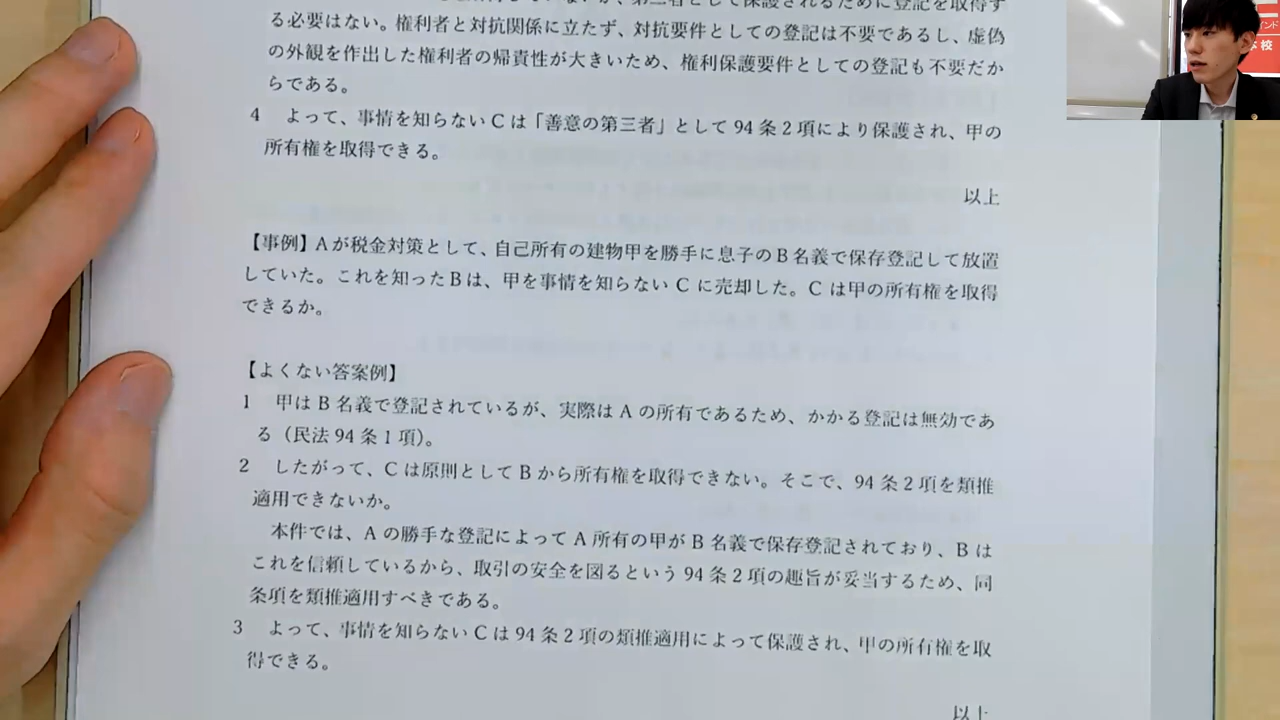 第三者として保護されるために登記を取得す
る必要はない。権利者と対抗関係に立たず、対抗要件としての登記は不要であるし、虚偽
の外観を作出した権利者の帰責性が大きいため、権利保護要件としての登記も不要だか
らである。
4 よって、事情を知らないCは「善意の第三者」として94条2項により保護され、甲の
所有権を取得できる。
以上
【事例】Aが税金対策として、自己所有の建物甲を勝手に息子のB名義で保存登記して放置
していた。これを知ったBは、甲を事情を知らないCに売却した。Cは甲の所有権を取得
できるか。
【よくない答案例】
1 甲はB名義で登記されているが、実際はAの所有であるため、かかる登記は無効であ
る（民法94条1項）。
2 したがって、Cは原則としてBから所有権を取得できない。そこで、94条2項を類推
適用できないか。
本件では、Aの勝手な登記によってA所有の甲がB名義で保存登記されており、Bは
これを信頼しているから、取引の安全を図るという94条2項の趣旨が妥当するため、同
条項を類推適用すべきである。
3 よって、事情を知らないCは94条2項の類推適用によって保護され、甲の所有権を取
得できる。
以上
校